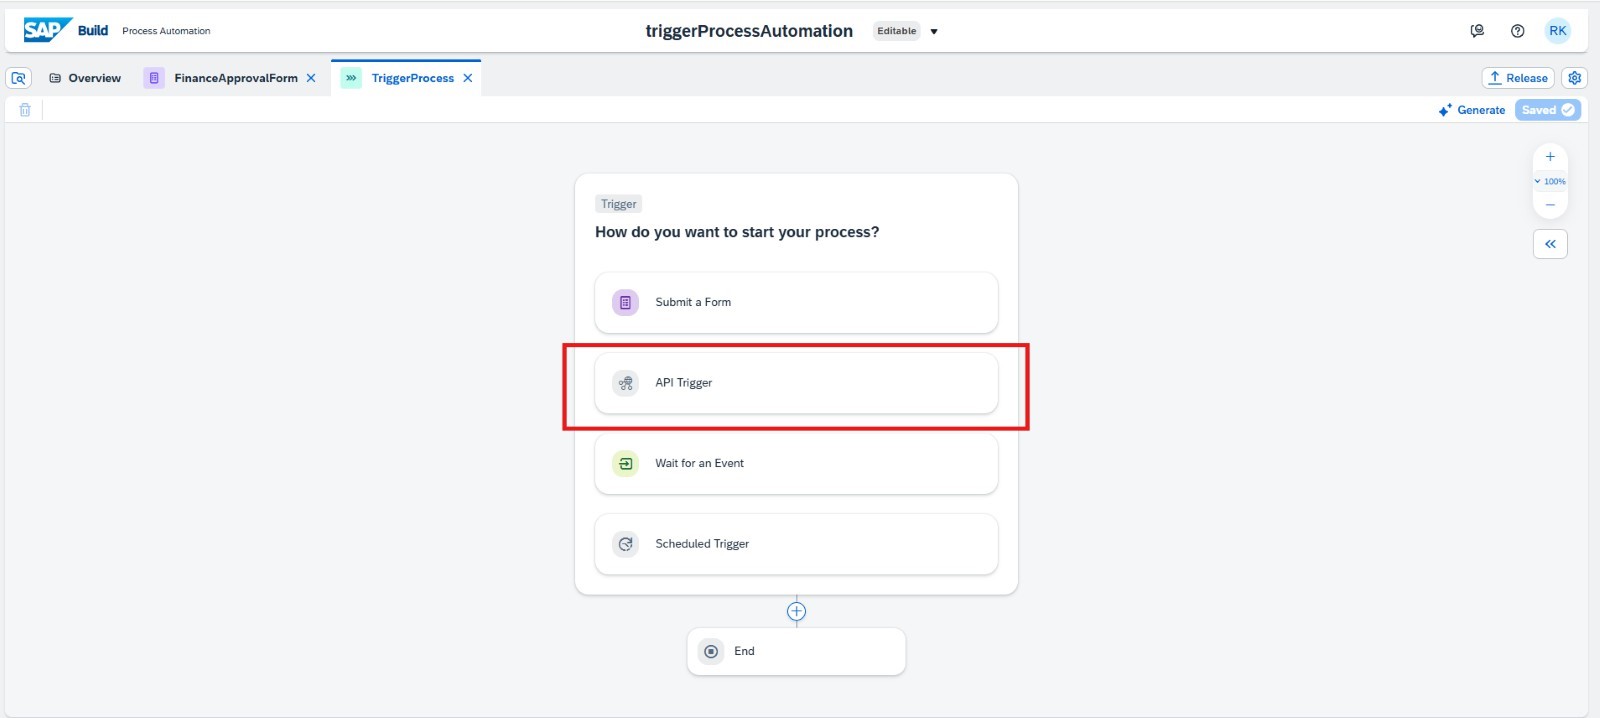 SAP Build Process Automation
triggerProcessAutomation Editable
RK
Overview FinanceApprovalForm TriggerProcess
Release
Generate Saved
100%
Trigger
How do you want to start your process?
Submit a Form
API Trigger
Wait for an Event
Scheduled Trigger
End